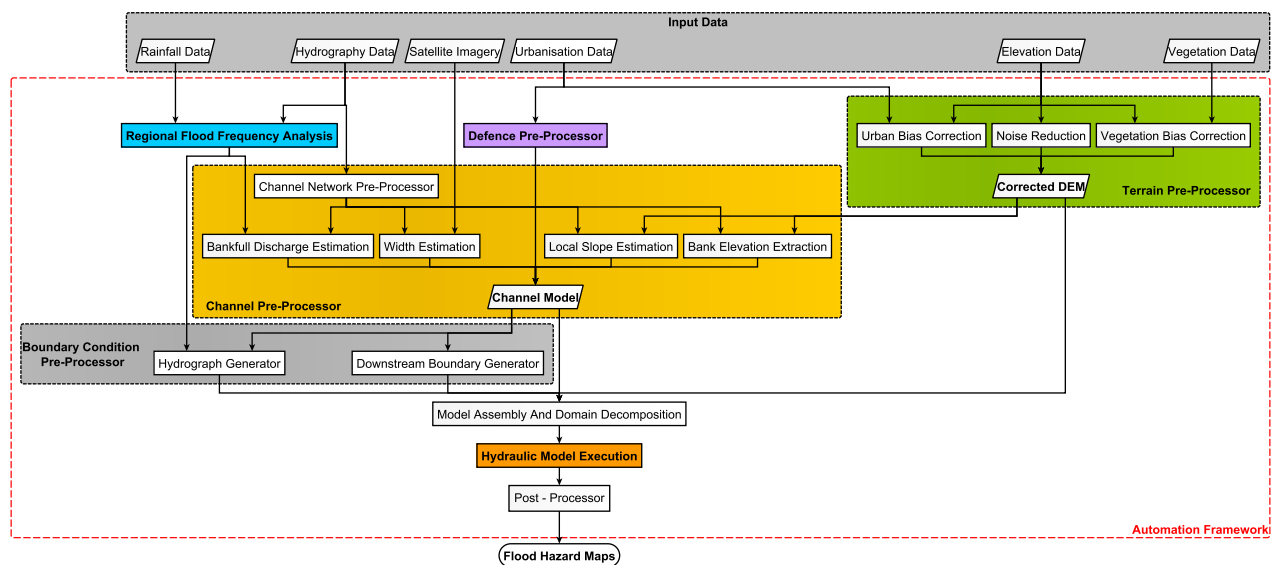 Input Data
Rainfall Data
Hydrography Data
Satellite Imagery
Urbanisation Data
Elevation Data
Vegetation Data
Regional Flood Frequency Analysis
Defence Pre-Processor
Urban Bias Correction
Noise Reduction
Vegetation Bias Correction
Channel Network Pre-Processor
Corrected DEM
Terrain Pre-Processor
Bankfull Discharge Estimation
Width Estimation
Local Slope Estimation
Bank Elevation Extraction
Channel Model
Channel Pre-Processor
Boundary Condition
Pre-Processor
Hydrograph Generator
Downstream Boundary Generator
Model Assembly And Domain Decomposition
Hydraulic Model Execution
Post - Processor
Automation Framework
Flood Hazard Maps